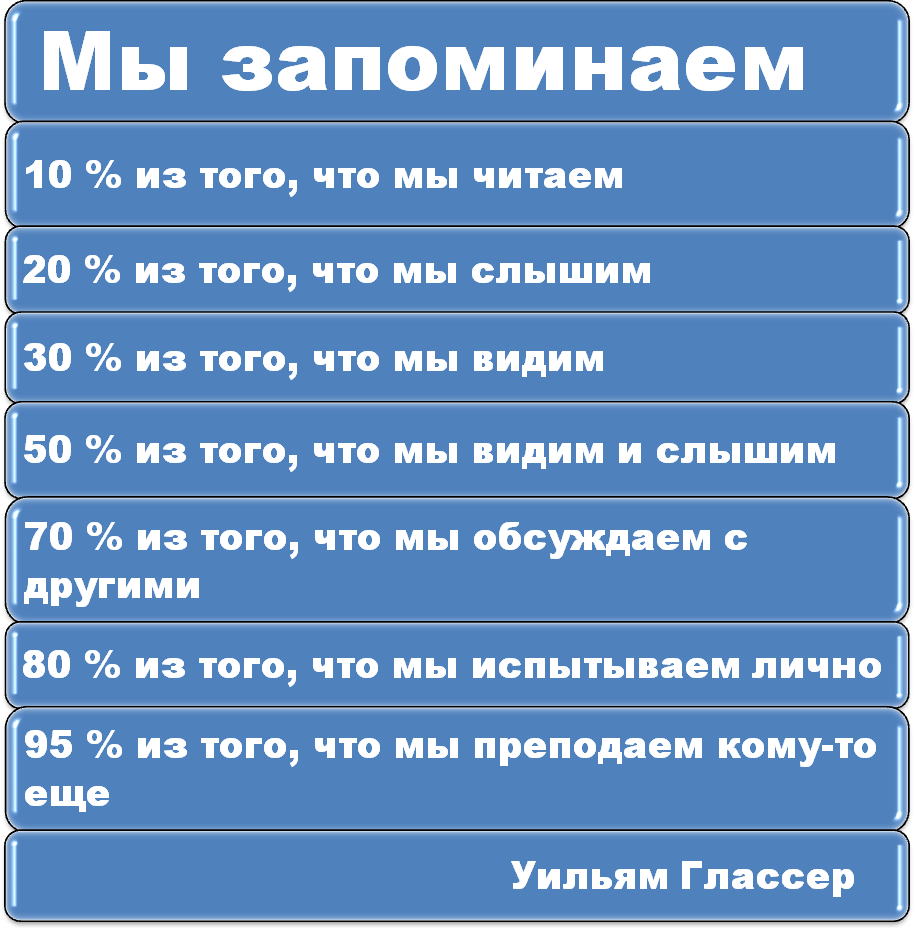 Мы запоминаем
10 % из того, что мы читаем
20 % из того, что мы слышим
30 % из того, что мы видим
50 % из того, что мы видим и слышим
70 % из того, что мы обсуждаем с
другими
80 % из того, что мы испытываем лично
95 % из того, что мы преподаем кому-то
еще
Уильям Глассер